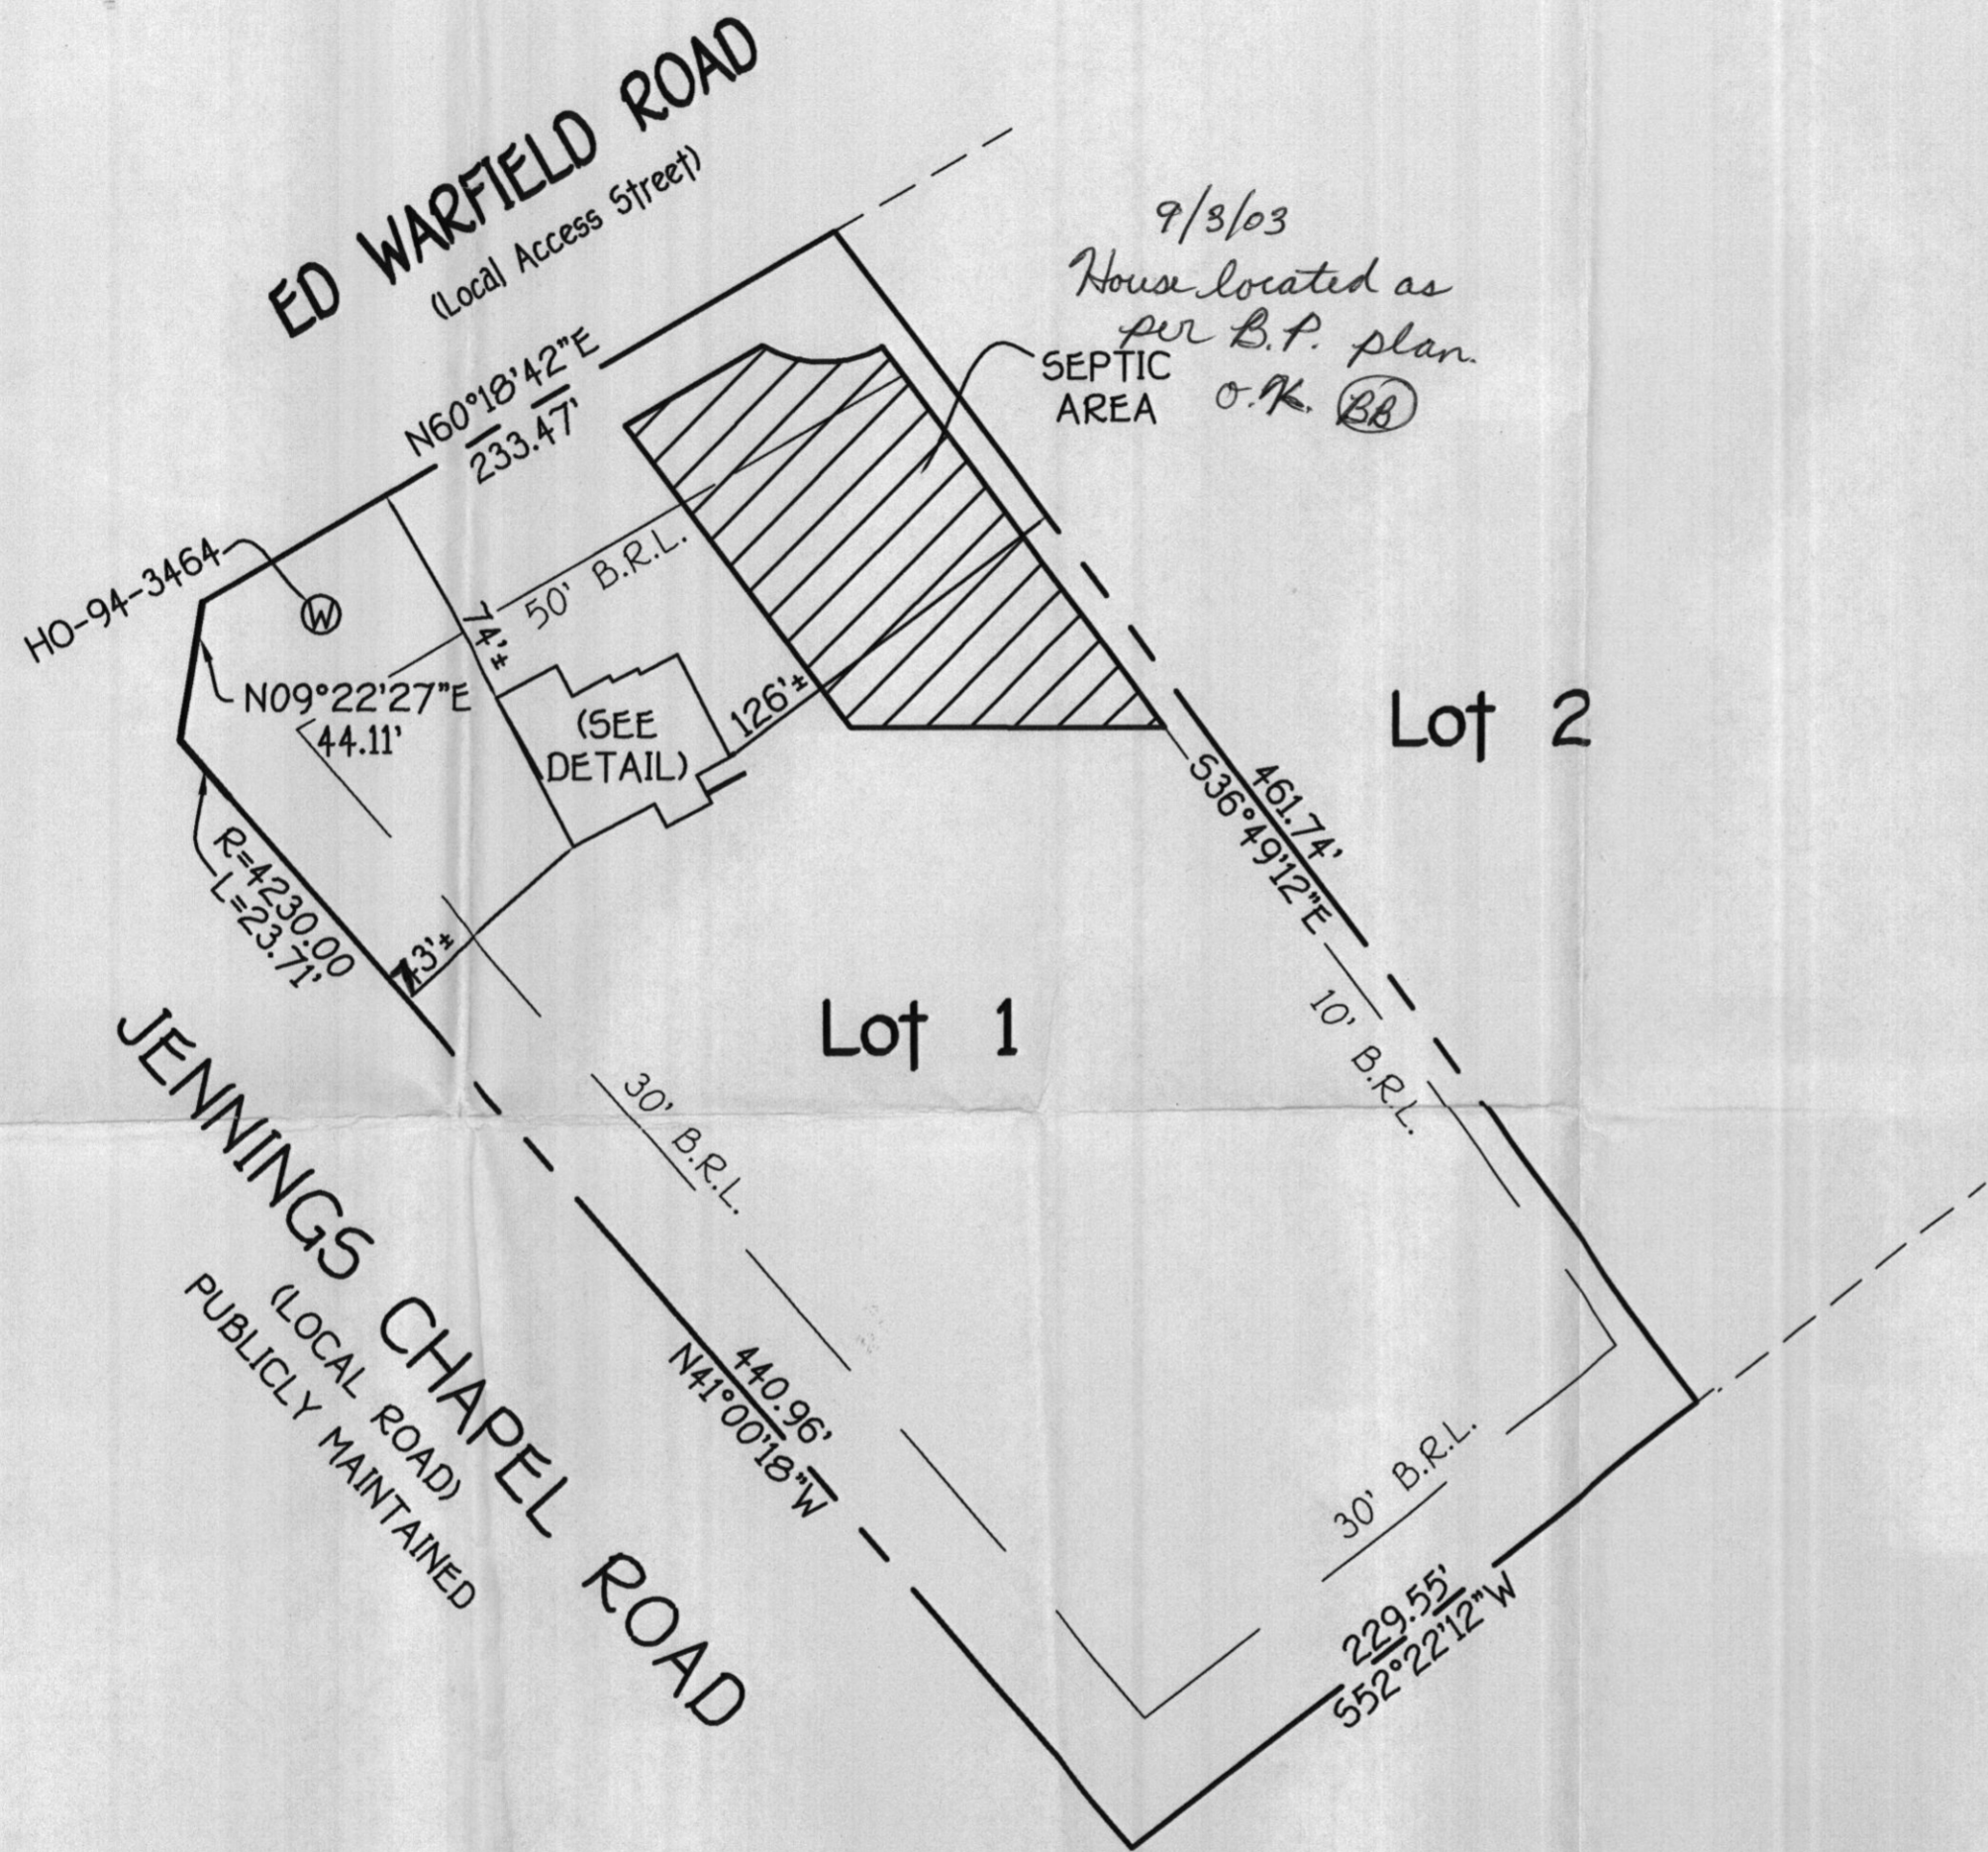 ED WARFIELD ROAD
(Local Access Street)
N60°18'42"E
233.47'
9/3/03
House located as
per B.P. plan.
O.K. BB
SEPTIC
AREA
HO-94-3464
W
50' B.R.L.
74'±
N09°22'27"E
44.11'
(SEE
DETAIL)
126'±
Lot 2
461.74'
S36°49'12"E
R=4230.00
L=23.71'
73'±
Lot 1
10' B.R.L.
30' B.R.L.
JENNINGS CHAPEL ROAD
(LOCAL ROAD)
PUBLICLY MAINTAINED
440.96'
N41°00'18"W
30' B.R.L.
229.55'
S52°22'12"W